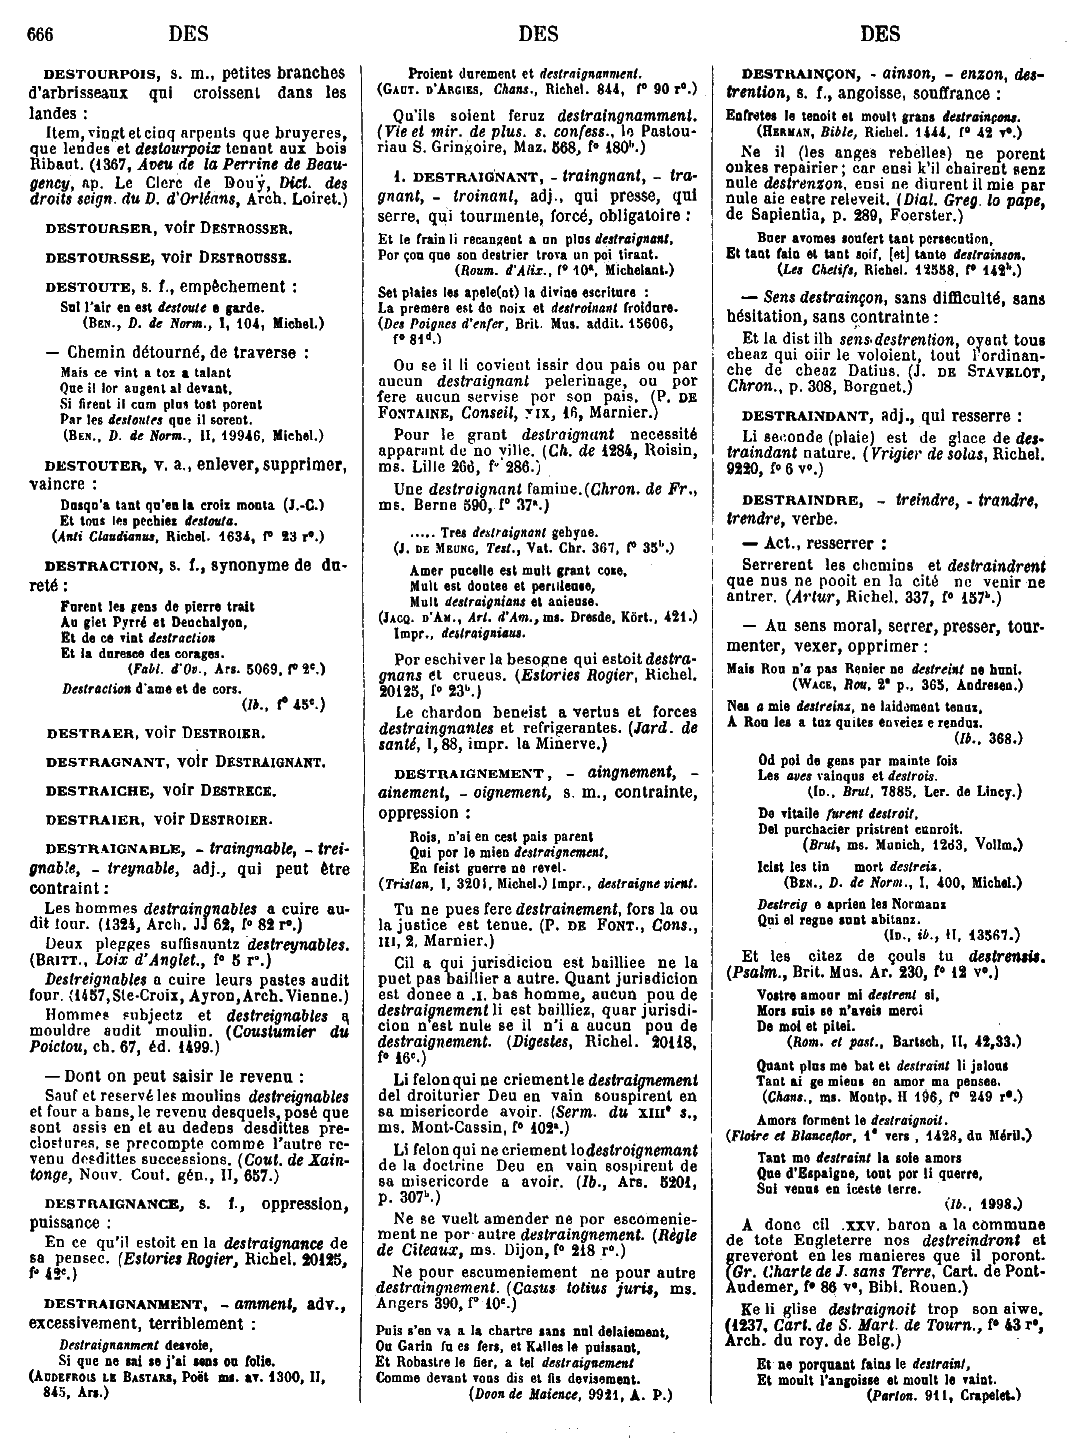 666 DES DES DES
DESTOURPOIS, s. m., petites branches
d'arbrisseaux qui croissent dans les
landes :
Item, vingt et cinq arpents que bruyeres,
que lendes et destourpoiz tenant aux bois
Ribaut. (1367, Aveu de la Perrine de Beau-
gency, ap. Le Clerc de Douÿ, Dict. des
droits seign. du D. d'Orléans, Arch. Loiret.)
DESTOURSER, voir DESTROSSER.
DESTOURSSE, voir DESTROUSSE.
DESTOUTE, s. f., empêchement :
Sul l'air en est destoute e garde.
(BEN., D. de Norm., I, 104, Michel.)
— Chemin détourné, de traverse :
Mais ce vint a toz a talant
Que il lor augent al devant,
Si firent il cum plus tost porent
Par les destoutes que il sorent.
(BEN., D. de Norm., II, 19946, Michel.)
DESTOUTER, v. a., enlever, supprimer,
vaincre :
Dusqu'a tant qu'en la croix monta (J.-C.)
Et tous les pechiez destouta.
(Anti Claudianus, Richel. 1634, f° 23 r°.)
DESTRACTION, s. f., synonyme de du-
reté :
Furent les gens de pierre trait
Au giet Pyrré et Deuchalyon,
Et de ce vint destraction
Et la duresce des corages.
(Fabl. d'Ov., Ars. 5069, f° 2ᶜ.)
Destraction d'ame et de cors.
(Ib., f° 45ᶜ.)
DESTRAER, voir DESTROIER.
DESTRAGNANT, voir DESTRAIGNANT.
DESTRAICHE, voir DESTRECE.
DESTRAIER, voir DESTROIER.
DESTRAIGNABLE, - traingnable, - trei-
gnable, - treynable, adj., qui peut être
contraint :
Les hommes destraingnables a cuire au-
dit four. (1324, Arch. JJ 62, f° 82 r°.)
Deux plegges suffisauntz destreynables.
(BRITT., Loix d'Anglet., f° 5 r°.)
Destreignables a cuire leurs pastes audit
four. (1457, Ste-Croix, Ayron, Arch. Vienne.)
Hommes subjectz et destreignables a
mouldre audit moulin. (Coustumier du
Poictou, ch. 67, éd. 1499.)
— Dont on peut saisir le revenu :
Sauf et reservé les moulins destreignables
et four a bans, le revenu desquels, posé que
sont assis en et au dedens desdittes pre-
clostures, se precompte comme l'autre re-
venu desdittes successions. (Cout. de Xain-
tonge, Nouv. Cout. gén., II, 657.)
DESTRAIGNANCE, s. f., oppression,
puissance :
En ce qu'il estoit en la destraignance de
sa pensec. (Estories Rogier, Richel. 20125,
f° 42ᶜ.)
DESTRAIGNANMENT, - amment, adv.,
excessivement, terriblement :
Destraignanment desvoie,
Si que ne sai se j'ai sens ou folie.
(AUDEFROIS LE BASTARS, Poët ms. av. 1300, II,
845, Ars.)
Proient durement et destraignanment.
(GAUT. D'ARGIES, Chans., Richel. 844, f° 90 r°.)
Qu'ils soient feruz destraingnamment.
(Vie et mir. de plus. s. confess., lo Pastou-
riau S. Gringoire, Maz. 568, f° 180ᵇ.)
1. DESTRAIGNANT, - traingnant, - tra-
gnant, - troinant, adj., qui presse, qui
serre, qui tourmente, forcé, obligatoire :
Et le frain li recangent a un plus destraignant,
Por çou que son destrier trova un poi tirant.
(Roum. d'Alix., f° 10ᵃ, Michelant.)
Set plaies les apele(nt) la divine escriture :
La premere est de noix et destroinant froidure.
(Des Poignes d'enfer, Brit. Mus. addit. 15606,
f° 81ᵈ.)
Ou se il li covient issir dou pais ou par
aucun destraignant pelerinage, ou por
fere aucun servise por son pais. (P. DE
FONTAINE, Conseil, XIX, 16, Marnier.)
Pour le grant destraignant necessité
apparant de no ville. (Ch. de 1284, Roisin,
ms. Lille 266, f° 286.)
Une destraignant famine. (Chron. de Fr.,
ms. Berne 590, f° 37ᵃ.)
..... Tres destraignant gehyne.
(J. DE MEUNG, Test., Vat. Chr. 367, f° 35ᵇ.)
Amer pucelle est mult grant cose,
Mult est doutee et perilleuse,
Mult destraignians et anieuse.
(JACQ. D'AM., Art. d'Am., ms. Dresde, Kört., 421.)
Impr., destraigniaus.
Por eschiver la besogne qui estoit destra-
gnans et crueus. (Estories Rogier, Richel.
20125, f° 23ᵇ.)
Le chardon beneist a vertus et forces
destraingnantes et refrigerantes. (Jard. de
santé, I, 88, impr. la Minerve.)
DESTRAIGNEMENT, - aingnement, -
ainement, - oignement, s. m., contrainte,
oppression :
Rois, n'ai en cest pais parent
Qui por le mien destraignement,
En feist guerre ne revel.
(Tristan, I, 3201, Michel.) Impr., destraigne vient.
Tu ne pues fere destrainement, fors la ou
la justice est tenue. (P. DE FONT., Cons.,
III, 2, Marnier.)
Cil a qui jurisdicion est bailliee ne la
puet pas baillier a autre. Quant jurisdicion
est donee a .I. bas homme, aucun pou de
destraignement li est bailliez, quar jurisdi-
cion n'est nule se il n'i a aucun pou de
destraignement. (Digestes, Richel. 20118,
f° 16ᶜ.)
Li felon qui ne criement le destraignement
del droiturier Deu en vain souspirent en
sa misericorde avoir. (Serm. du XIIIᵉ s.,
ms. Mont-Cassin, f° 102ᵃ.)
Li felon qui ne criement lo destroignemant
de la doctrine Deu en vain sospirent de
sa misericorde a avoir. (Ib., Ars. 5201,
p. 307ᵇ.)
Ne se vuelt amender ne por escomenie-
ment ne por autre destraingnement. (Règle
de Citeaux, ms. Dijon, f° 218 r°.)
Ne pour escumeniement ne pour autre
destraingnement. (Casus totius juris, ms.
Angers 390, f° 10ᶜ.)
Puis s'en va a la chartre sans nul delaiement,
Ou Garin fu es fers, et Kalles le puissant,
Et Robastre le fier, a tel destraignement
Comme devant vous dis et fis devisement.
(Doon de Maience, 9921, A. P.)
DESTRAINÇON, - ainson, - enzon, des-
trention, s. f., angoisse, souffrance :
Enfretes le tenoit et moult grans destrainçons.
(HERMAN, Bible, Richel. 1444, f° 42 v°.)
Ne il (les anges rebelles) ne porent
onkes repairier ; car ensi k'il chairent senz
nule destrenzon, ensi ne diurent il mie par
nule aie estre releveit. (Dial. Greg. lo pape,
de Sapientia, p. 289, Foerster.)
Buer avomes soufert tant persecution,
Et tant fain et tant soif, [et] tante destrainson.
(Les Chetifs, Richel. 12558, f° 142ᵇ.)
— Sens destrainçon, sans difficulté, sans
hésitation, sans contrainte :
Et la dist ilh sens destrention, oyant tous
cheaz qui oiir le voloient, tout l'ordinan-
che de cheaz Datius. (J. DE STAVELOT,
Chron., p. 308, Borgnet.)
DESTRAINDANT, adj., qui resserre :
Li seconde (plaie) est de glace de des-
traindant nature. (Vrigier de solas, Richel.
9220, f° 6 v°.)
DESTRAINDRE, - treindre, - trandre,
trendre, verbe.
— Act., resserrer :
Serrerent les chemins et destraindrent
que nus ne pooit en la cité ne venir ne
antrer. (Artur, Richel. 337, f° 157ᵇ.)
— Au sens moral, serrer, presser, tour-
menter, vexer, opprimer :
Mais Rou n'a pas Renier ne destreint ne huni.
(WACE, Rou, 2ᵉ p., 365, Andresen.)
Nes a mie destreinz, ne laidement tenuz,
A Rou les a tuz quites enveiez e renduz.
(Ib., 368.)
Od poi de gens par mainte fois
Les aves vainqus et destrois.
(ID., Brut, 7885, Ler. de Lincy.)
De vitaile furent destroit,
Del purchacier pristrent cunroit.
(Brut, ms. Munich, 1263, Vollm.)
Icist les tin mort destreiz.
(BEN., D. de Norm., I, 400, Michel.)
Destreig e aprien les Normanz
Qui el regne sunt abitanz.
(ID., ib., II, 13567.)
Et les citez de çouls tu destrensis.
(Psalm., Brit. Mus. Ar. 230, f° 12 v°.)
Vostre amour mi destrent si,
Mors suis se n'aveis merci
De moi et pitei.
(Rom. et past., Bartsch, II, 42,33.)
Quant plus me bat et destraint li jalous
Tant ai ge mieus en amor ma pensee.
(Chans., ms. Montp. H 196, f° 249 r°.)
Amors forment le destraignoit.
(Floire et Blanceflor, 1ᵉ vers, 1428, du Méril.)
Tant me destraint la soie amors
Que d'Espaigne, tout por li querre,
Sui venus en iceste terre.
(Ib., 1998.)
A donc cil .XXV. baron a la commune
de tote Engleterre nos destreindront et
greveront en les manieres que il poront.
(Gr. Charte de J. sans Terre, Cart. de Pont-
Audemer, f° 86 v°, Bibl. Rouen.)
Ke li glise destraignoit trop son aiwe.
(1237, Cart. de S. Mart. de Tourn., f° 43 r°,
Arch. du roy. de Belg.)
Et ne porquant fains le destraint,
Et moult l'angoisse et moult le vaint.
(Parton. 911, Crapelet.)